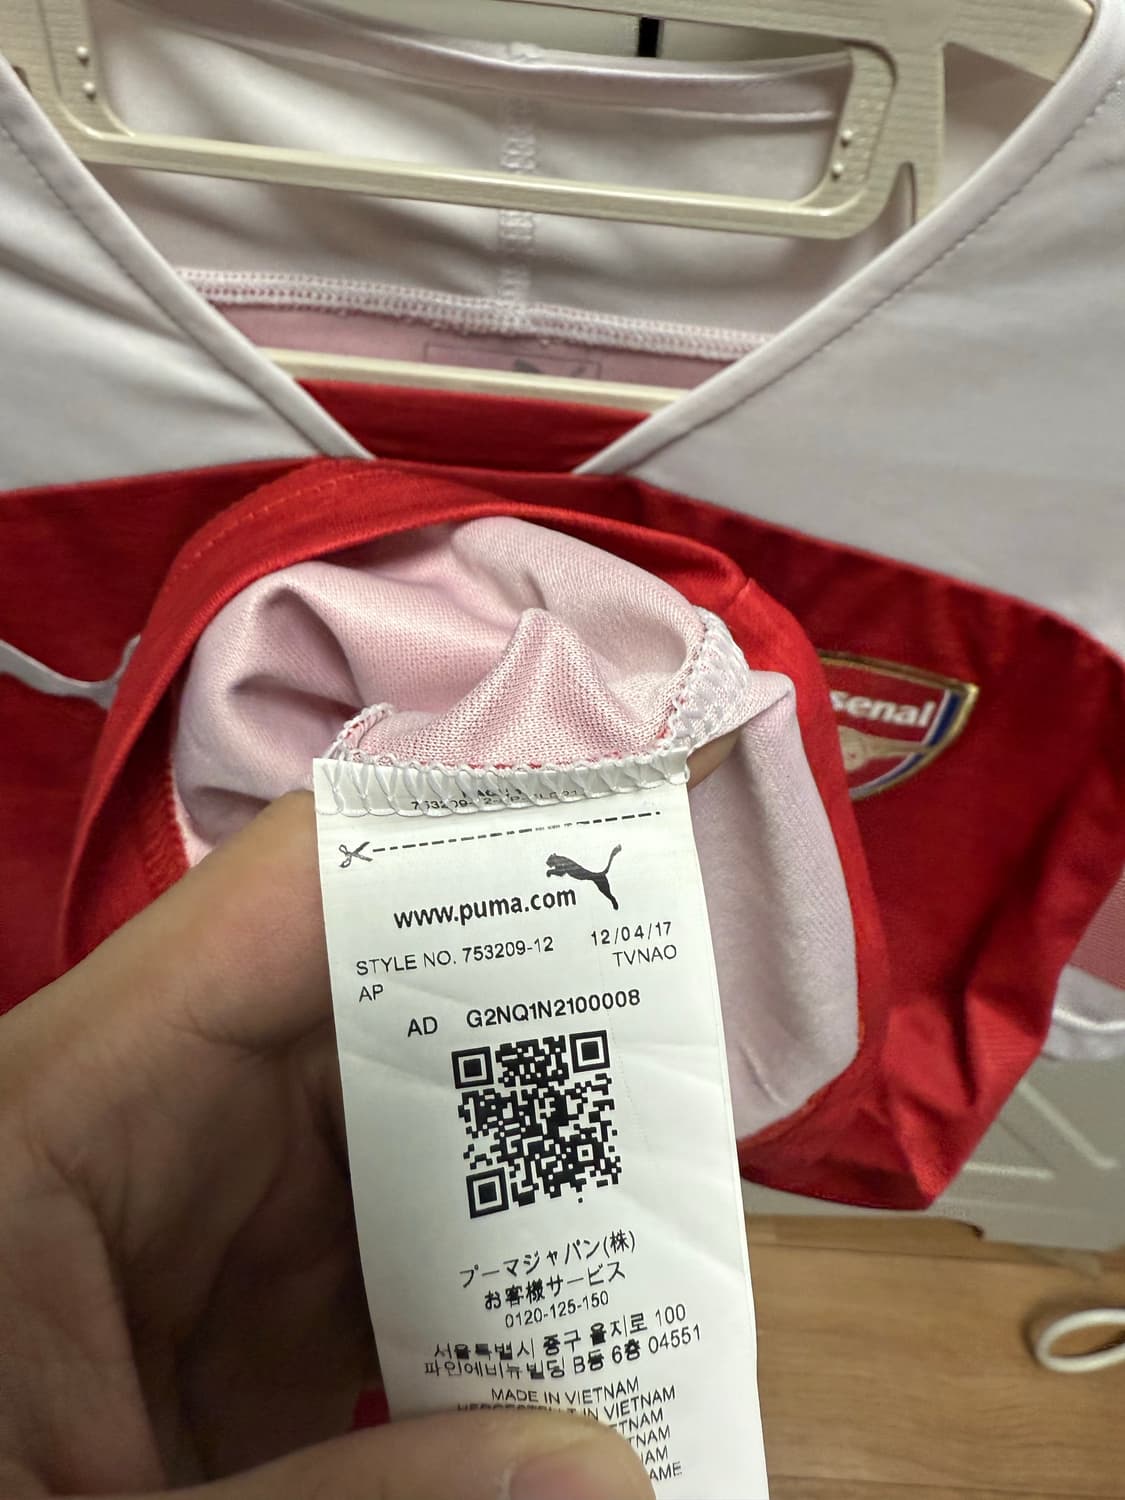 www.puma.com
STYLE NO. 753209-12 12/04/17
AP TVNAO
AD G2NQ1N2100008
プーマジャパン(株)
お客様サービス
0120-125-150
서울특별시 중구 을지로 100
파인에비뉴빌딩 B동 6층 04551
MADE IN VIETNAM
IN VIETNAM
senal